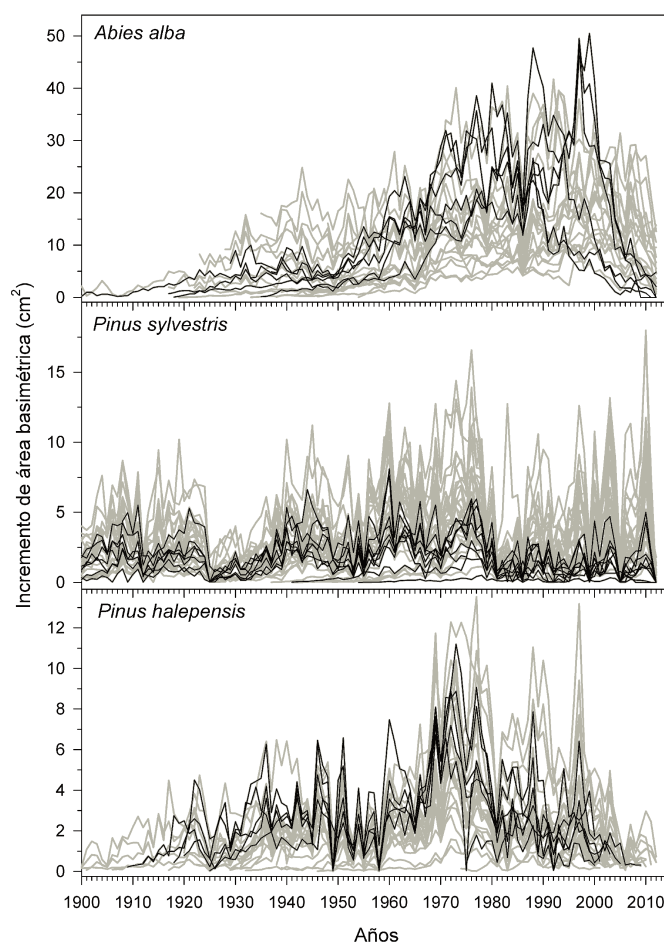 Abies alba
50
40
30
20
10
0
Pinus sylvestris
15
10
5
0
Pinus halepensis
12
10
8
6
4
2
0
Incremento de área basimétrica (cm²)
1900 1910 1920 1930 1940 1950 1960 1970 1980 1990 2000 2010
Años